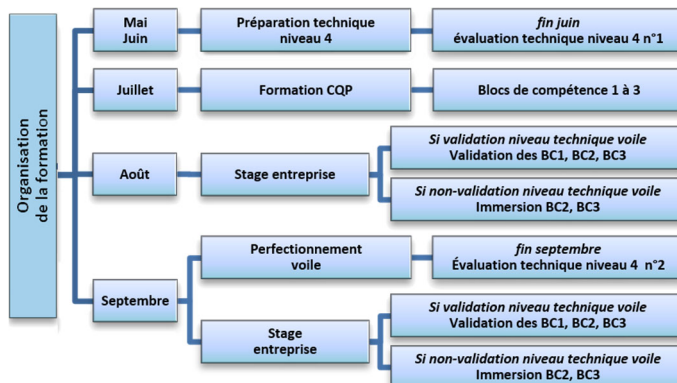 Organisation
de la formation
Mai
Juin
Préparation technique
niveau 4
fin juin
évaluation technique niveau 4 n°1
Juillet
Formation CQP
Blocs de compétence 1 à 3
Août
Stage entreprise
Si validation niveau technique voile
Validation des BC1, BC2, BC3
Si non-validation niveau technique voile
Immersion BC2, BC3
Septembre
Perfectionnement
voile
fin septembre
Évaluation technique niveau 4 n°2
Stage
entreprise
Si validation niveau technique voile
Validation des BC1, BC2, BC3
Si non-validation niveau technique voile
Immersion BC2, BC3